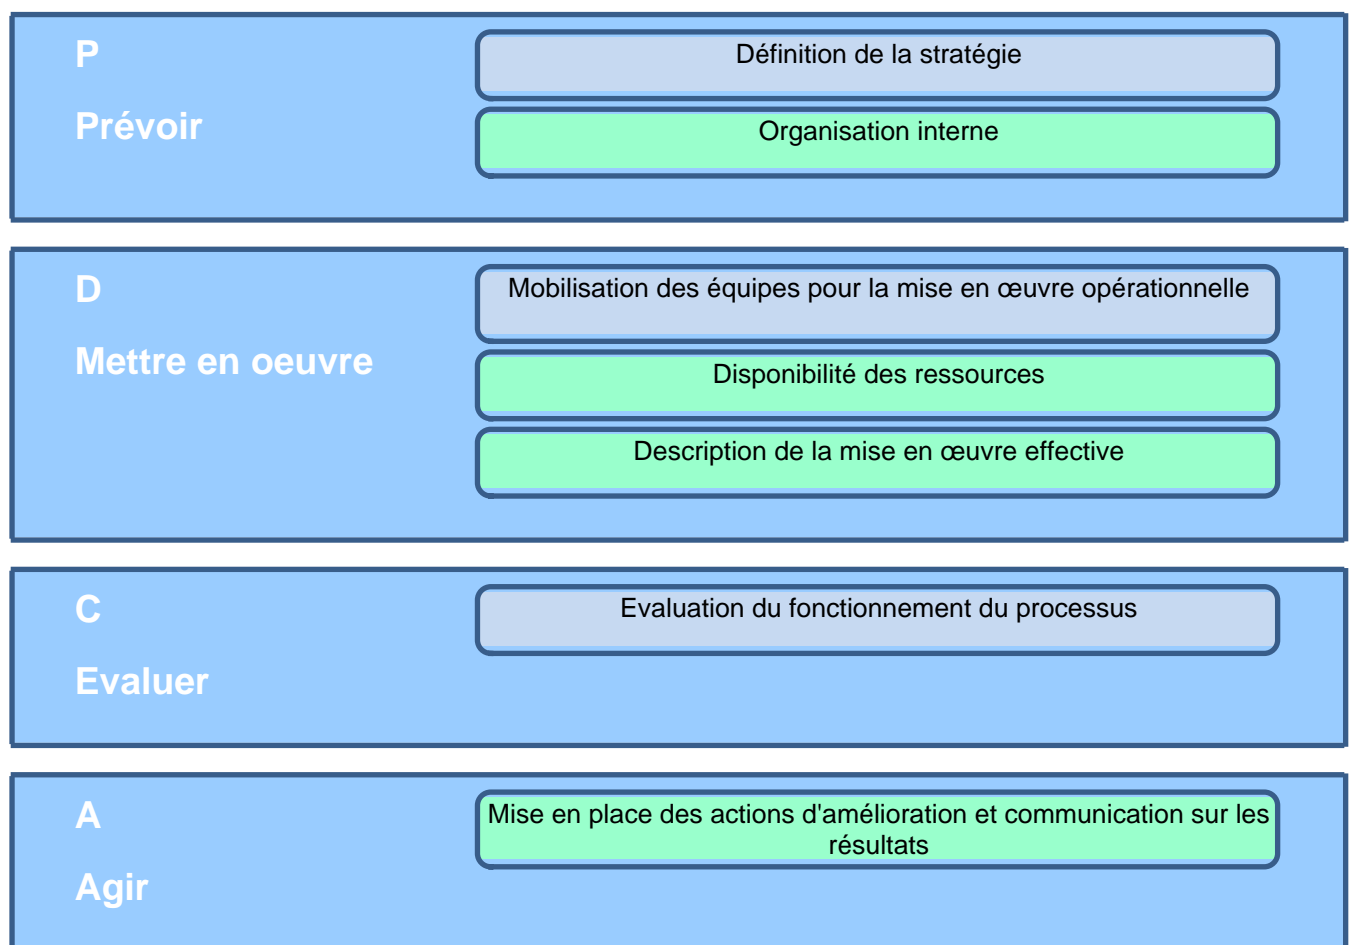 P
Prévoir
Définition de la stratégie
Organisation interne
D
Mettre en oeuvre
Mobilisation des équipes pour la mise en œuvre opérationnelle
Disponibilité des ressources
Description de la mise en œuvre effective
C
Evaluer
Evaluation du fonctionnement du processus
A
Agir
Mise en place des actions d'amélioration et communication sur les
résultats